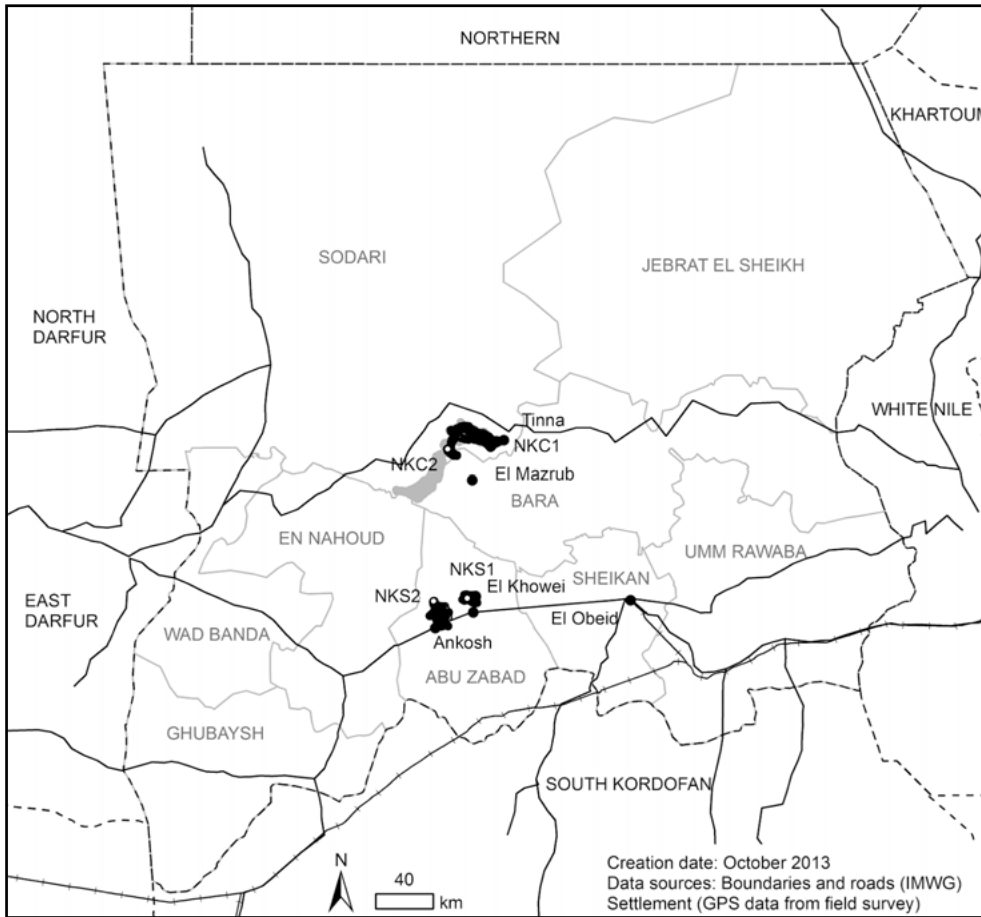 NORTHERN
KHARTOUM
SODARI
JEBRAT EL SHEIKH
NORTH
DARFUR
WHITE NILE
Tinna
NKC1
NKC2
El Mazrub
BARA
EN NAHOUD
UMM RAWABA
NKS1
SHEIKAN
El Khowei
NKS2
EAST
DARFUR
El Obeid
WAD BANDA
Ankosh
ABU ZABAD
GHUBAYSH
SOUTH KORDOFAN
N
40
km
Creation date: October 2013
Data sources: Boundaries and roads (IMWG)
Settlement (GPS data from field survey)